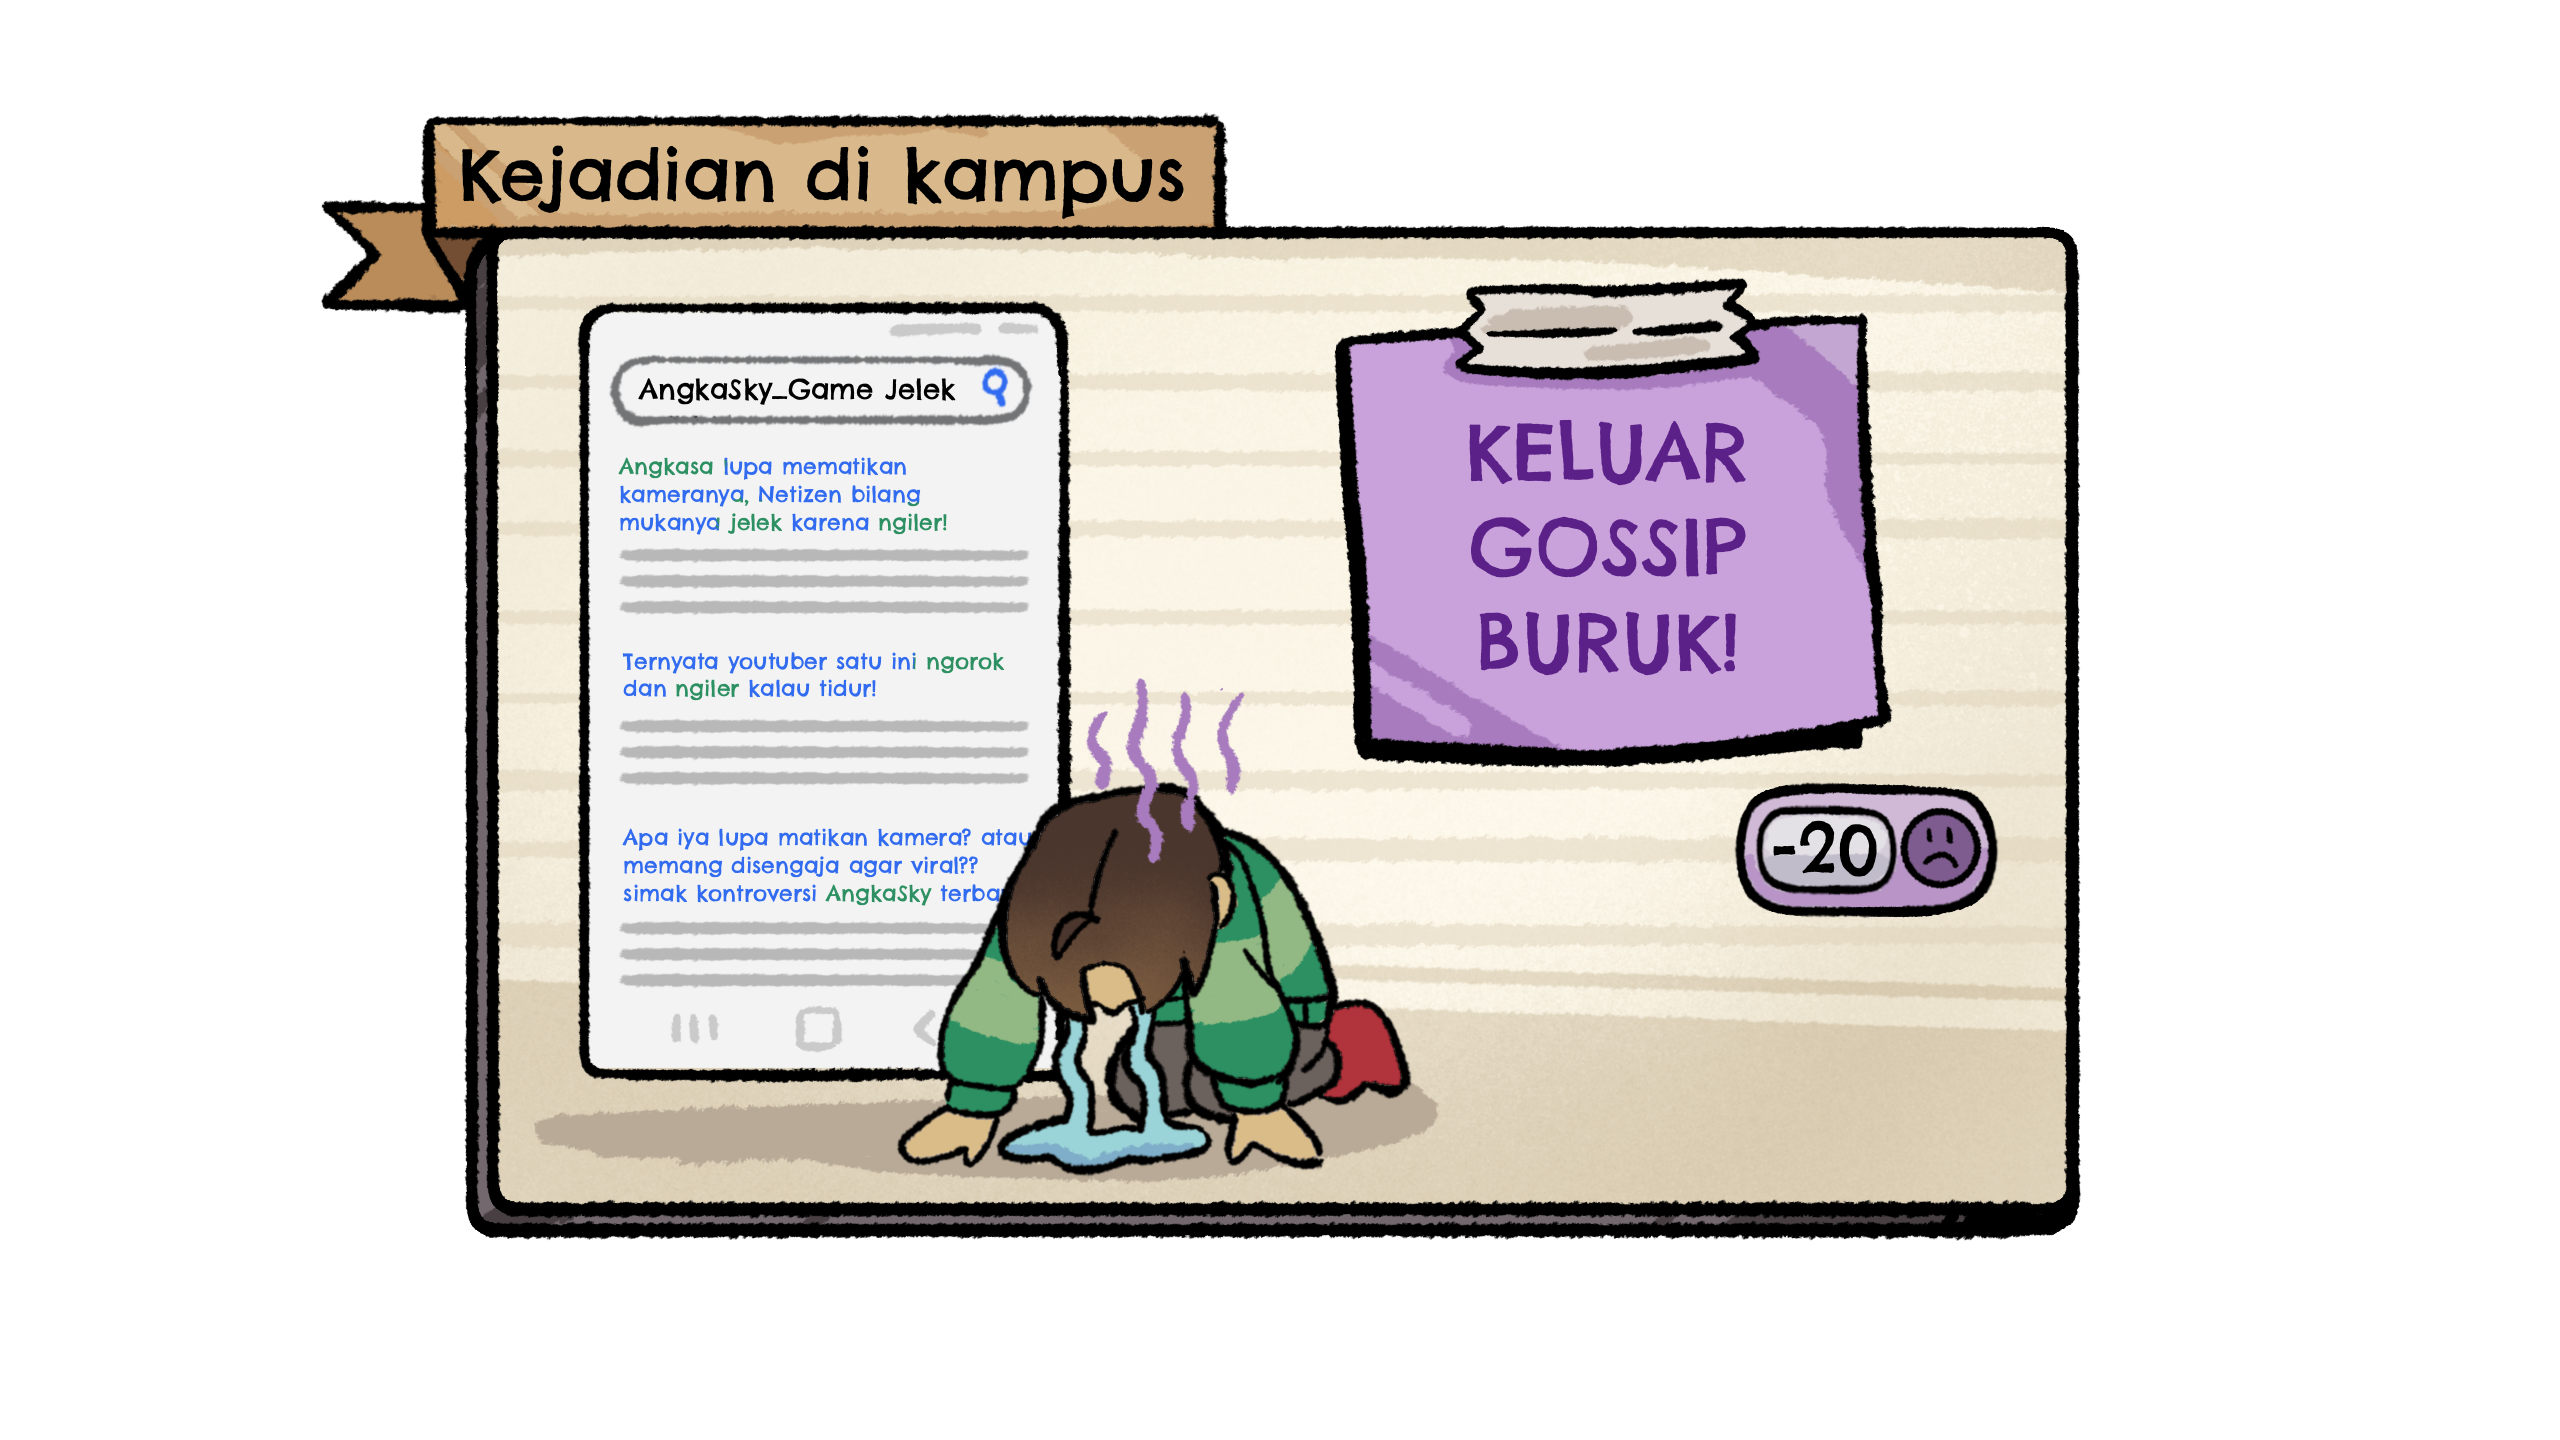 Kejadian di kampus
AngkaSky_Game Jelek
Angkasa lupa mematikan
kameranya, Netizen bilang
mukanya jelek karena ngiler!
Ternyata youtuber satu ini ngorok
dan ngiler kalau tidur!
Apa iya lupa matikan kamera? atau
memang disengaja agar viral??
simak kontroversi AngkaSky
KELUAR
GOSSIP
BURUK!
-20